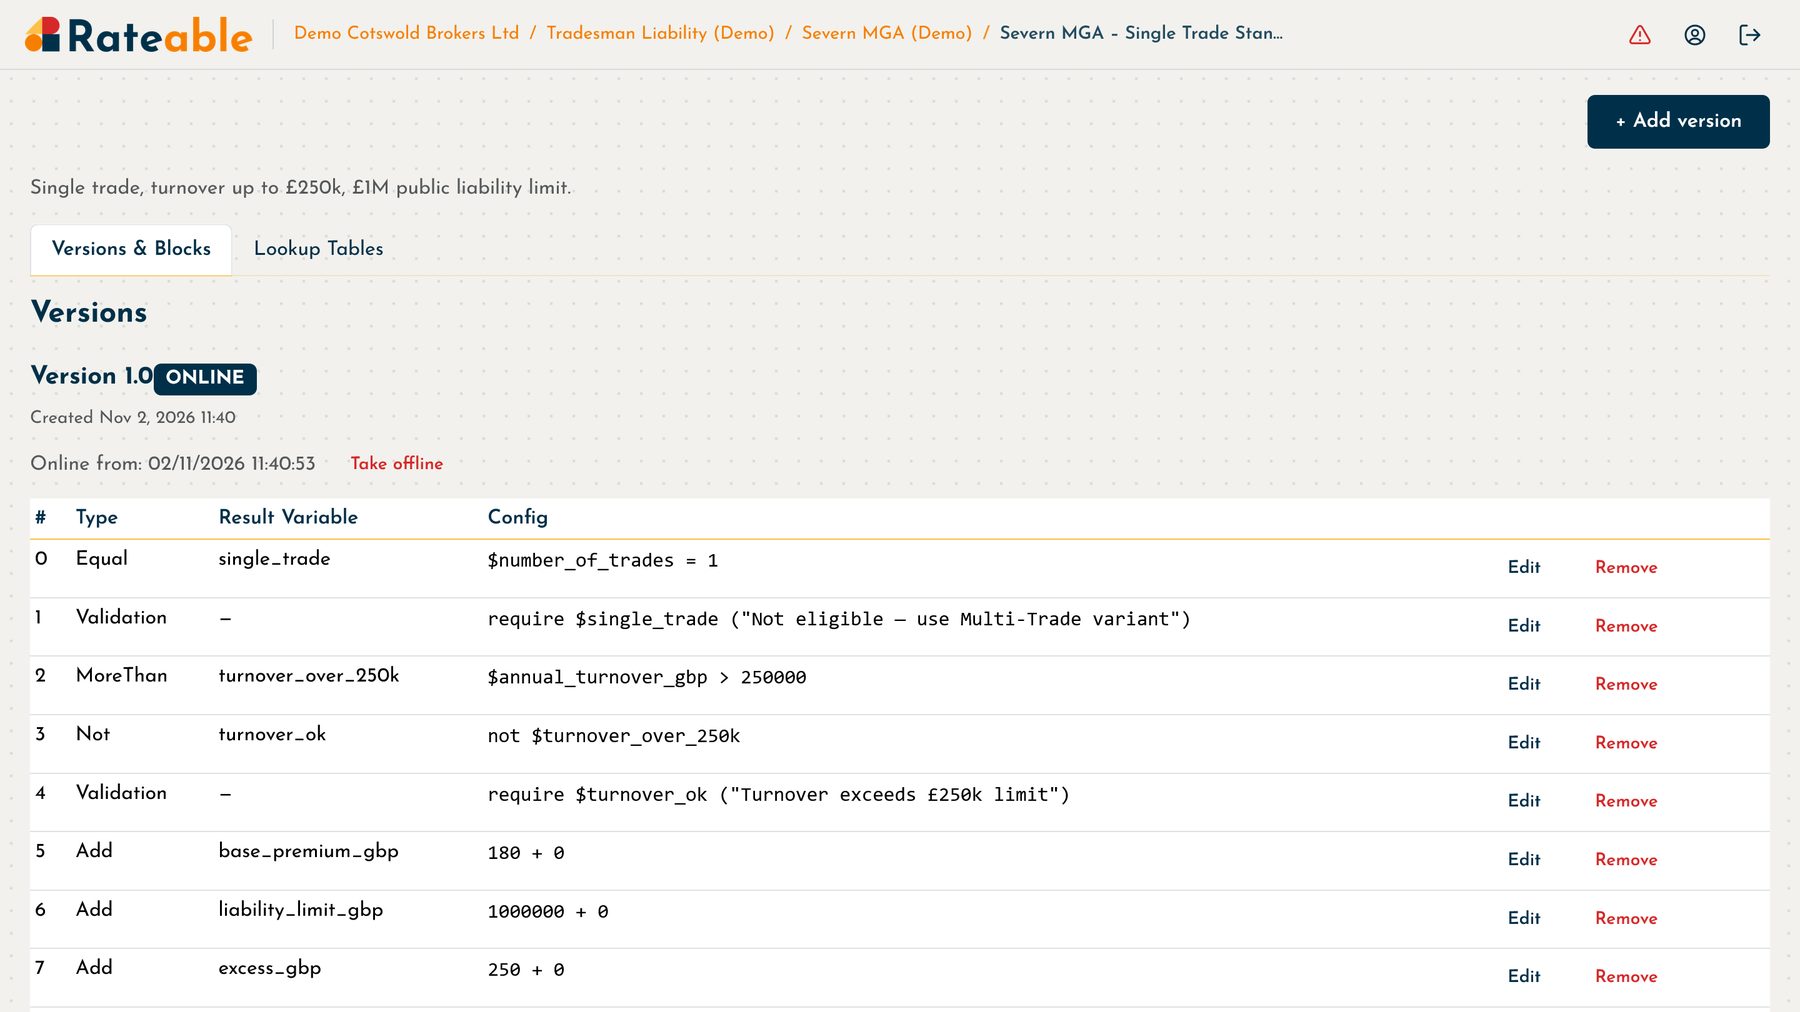 Rateable Demo Cotswold Brokers Ltd / Tradesman Liability (Demo) / Severn MGA (Demo) / Severn MGA – Single Trade Stan...
+ Add version
Single trade, turnover up to £250k, £1M public liability limit.
Versions & Blocks Lookup Tables
Versions
Version 1.0 ONLINE
Created Nov 2, 2026 11:40
Online from: 02/11/2026 11:40:53 Take offline
# Type Result Variable Config
0 Equal single_trade $number_of_trades = 1 Edit Remove
1 Validation — require $single_trade ("Not eligible — use Multi-Trade variant") Edit Remove
2 MoreThan turnover_over_250k $annual_turnover_gbp > 250000 Edit Remove
3 Not turnover_ok not $turnover_over_250k Edit Remove
4 Validation — require $turnover_ok ("Turnover exceeds £250k limit") Edit Remove
5 Add base_premium_gbp 180 + 0 Edit Remove
6 Add liability_limit_gbp 1000000 + 0 Edit Remove
7 Add excess_gbp 250 + 0 Edit Remove